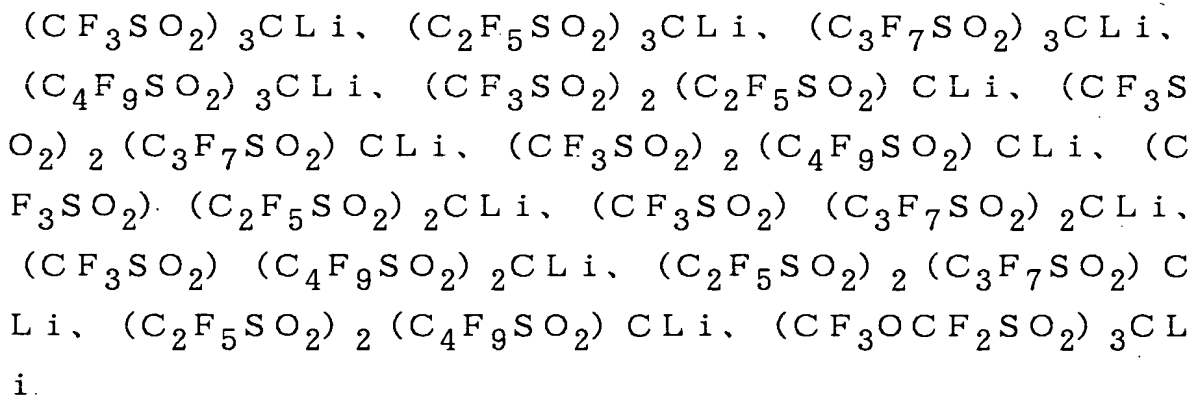 (CF₃SO₂)₃CLi、(C₂F₅SO₂)₃CLi、(C₃F₇SO₂)₃CLi、
(C₄F₉SO₂)₃CLi、(CF₃SO₂)₂(C₂F₅SO₂)CLi、(CF₃S
O₂)₂(C₃F₇SO₂)CLi、(CF₃SO₂)₂(C₄F₉SO₂)CLi、(C
F₃SO₂)(C₂F₅SO₂)₂CLi、(CF₃SO₂)(C₃F₇SO₂)₂CLi、
(CF₃SO₂)(C₄F₉SO₂)₂CLi、(C₂F₅SO₂)₂(C₃F₇SO₂)C
Li、(C₂F₅SO₂)₂(C₄F₉SO₂)CLi、(CF₃OCF₂SO₂)₃CL
i